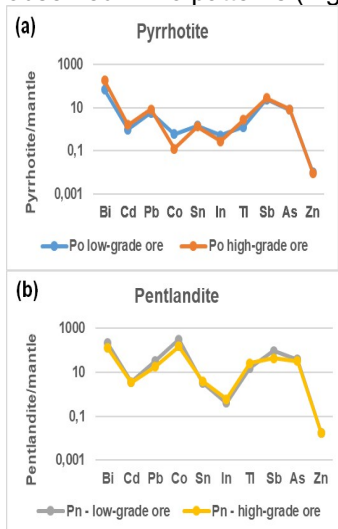 observed patterns
(a)
Pyrrhotite
Pyrrhotite/mantle
1000
10
0,1
0,001
Bi Cd Pb Co Sn In Tl Sb As Zn
Po low-grade ore Po high-grade ore
(b)
Pentlandite
Pentlandite/mantle
1000
10
0,1
0,001
Bi Cd Pb Co Sn In Tl Sb As Zn
Pn - low-grade ore Pn - high-grade ore